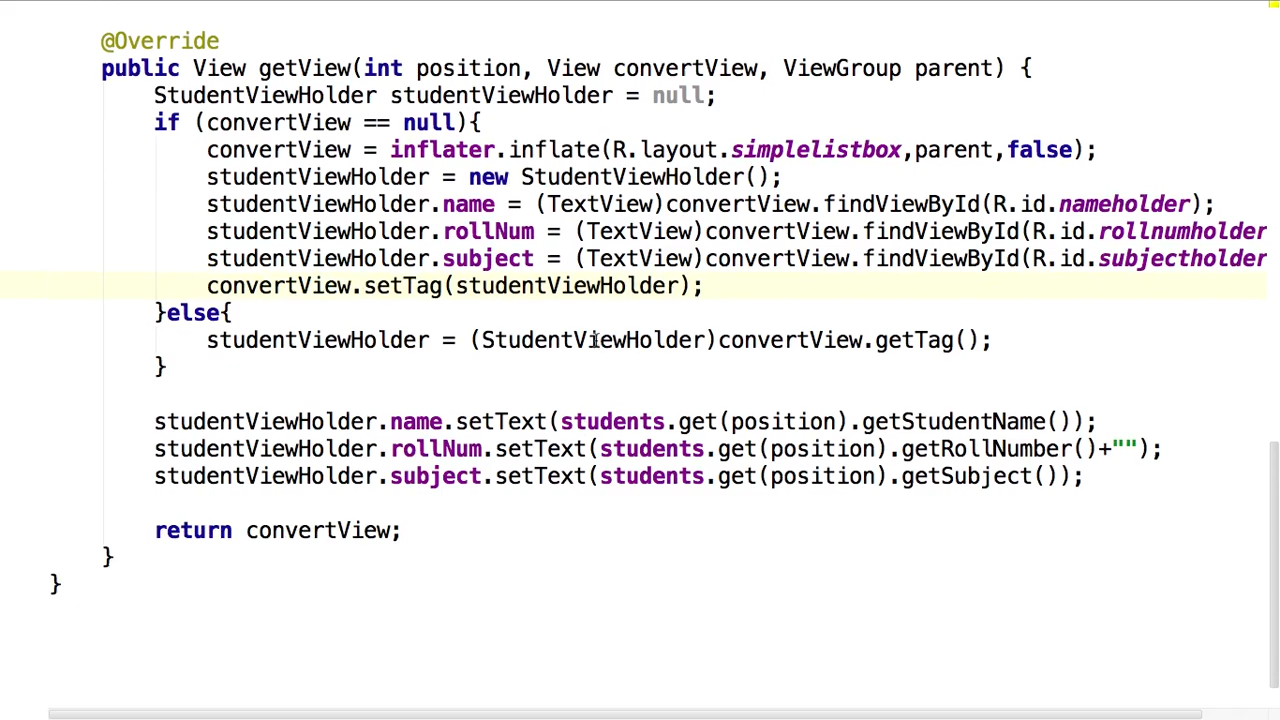 @Override
public View getView(int position, View convertView, ViewGroup parent) {
StudentViewHolder studentViewHolder = null;
if (convertView == null){
convertView = inflater.inflate(R.layout.simplelistbox,parent,false);
studentViewHolder = new StudentViewHolder();
studentViewHolder.name = (TextView)convertView.findViewById(R.id.nameholder);
studentViewHolder.rollNum = (TextView)convertView.findViewById(R.id.rollnumholder
studentViewHolder.subject = (TextView)convertView.findViewById(R.id.subjectholder
convertView.setTag(studentViewHolder);
}else{
studentViewHolder = (StudentViewHolder)convertView.getTag();
}
studentViewHolder.name.setText(students.get(position).getStudentName());
studentViewHolder.rollNum.setText(students.get(position).getRollNumber()+"");
studentViewHolder.subject.setText(students.get(position).getSubject());
return convertView;
}
}